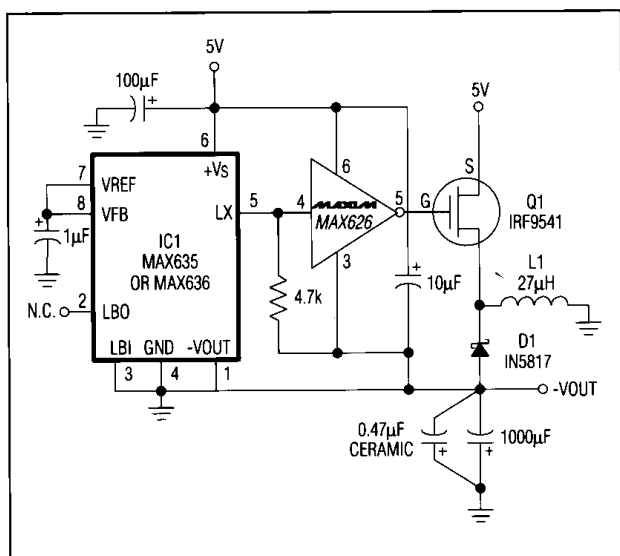 5V
100µF
+
5V
6
+VS
7
VREF
8
VFB
LX
5
4
6
MAXIM
MAX626
5
3
G
S
Q1
IRF9541
+
1µF
IC1
MAX635
OR MAX636
4.7k
+
10µF
L1
27µH
N.C.
2
LBO
D1
IN5817
LBI
GND
-VOUT
3
4
1
-VOUT
0.47µF
CERAMIC
+
+
1000µF